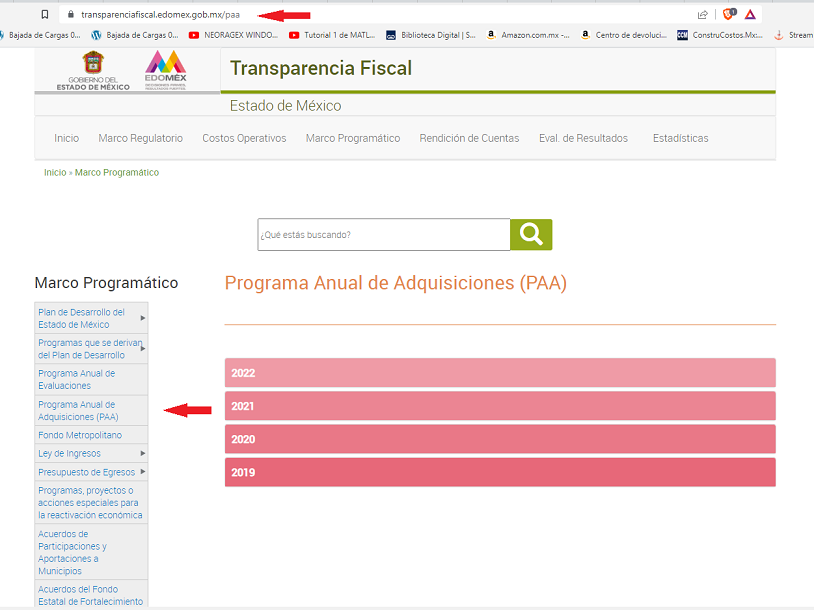 transparenciafiscal.edomex.gob.mx/paa
Bajada de Cargas 0... Bajada de Cargas 0... NEORAGEX WINDO... Tutorial 1 de MATL... Biblioteca Digital | S... Amazon.com.mx -... Centro de devoluci... CCM ConstruCostos.Mx:... Stream
GOBIERNO DEL
ESTADO DE MÉXICO
EDOMÉX
Transparencia Fiscal
Estado de México
Inicio Marco Regulatorio Costos Operativos Marco Programático Rendición de Cuentas Eval. de Resultados Estadísticas
Inicio » Marco Programático
¿Qué estás buscando?
Marco Programático
Plan de Desarrollo del
Estado de México
Programas que se derivan
del Plan de Desarrollo
Programa Anual de
Evaluaciones
Programa Anual de
Adquisiciones (PAA)
Fondo Metropolitano
Ley de Ingresos
Presupuesto de Egresos
Programas, proyectos o
acciones especiales para
la reactivación económica
Acuerdos de
Participaciones y
Aportaciones a
Municipios
Acuerdos del Fondo
Estatal de Fortalecimiento
Programa Anual de Adquisiciones (PAA)
2022
2021
2020
2019